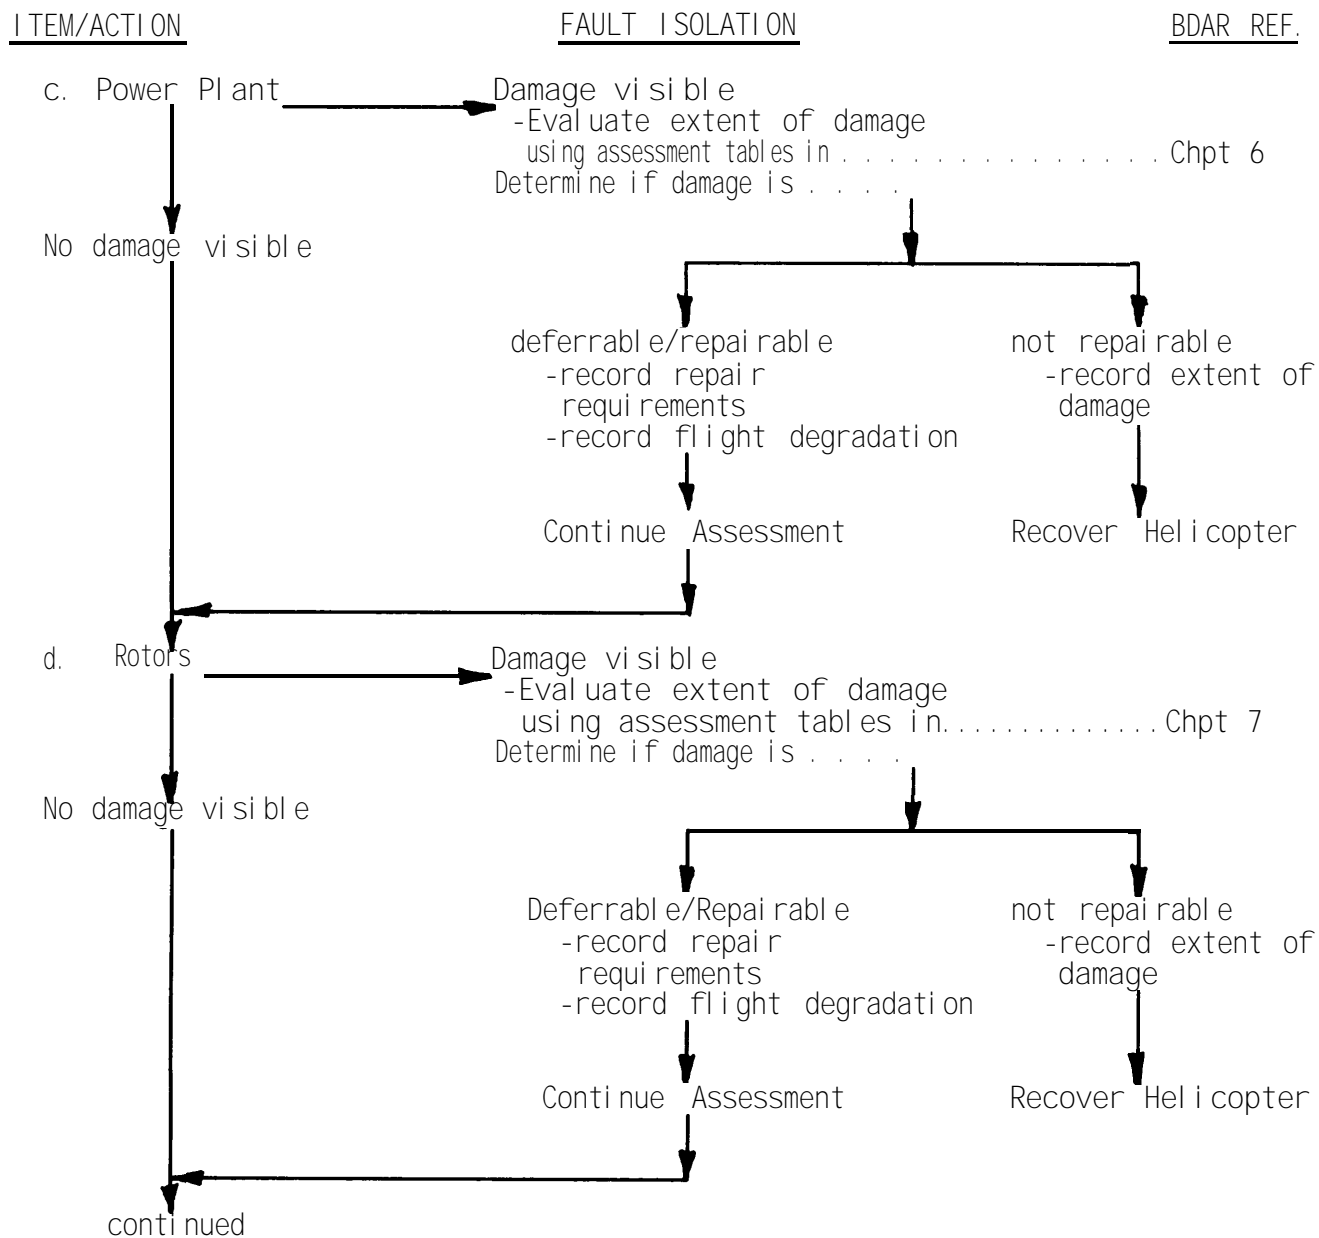 ITEM/ACTION FAULT ISOLATION BDAR REF.
c. Power Plant Damage visible
-Evaluate extent of damage
using assessment tables in . . . . . . . . . . . . . . Chpt 6
Determine if damage is . . . .
No damage visible
deferrable/repairable not repairable
-record repair -record extent of
requirements damage
-record flight degradation
Continue Assessment Recover Helicopter
d. Rotors Damage visible
-Evaluate extent of damage
using assessment tables in.............. Chpt 7
Determine if damage is . . . .
No damage visible
Deferrable/Repairable not repairable
-record repair -record extent of
requirements damage
-record flight degradation
Continue Assessment Recover Helicopter
continued